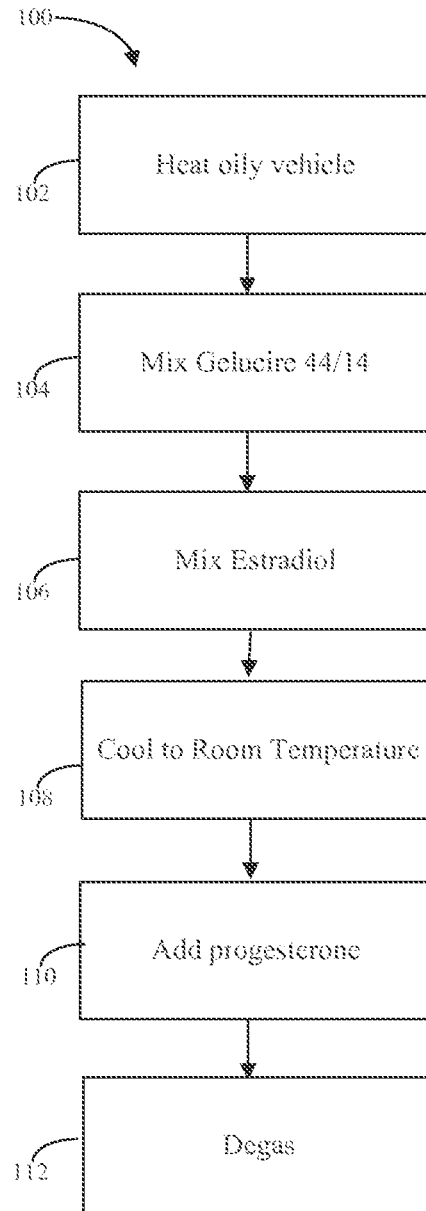 100
Heat oily vehicle
102
Mix Gelucire 44/14
104
Mix Estradiol
106
Cool to Room Temperature
108
Add progesterone
110
Degas
112